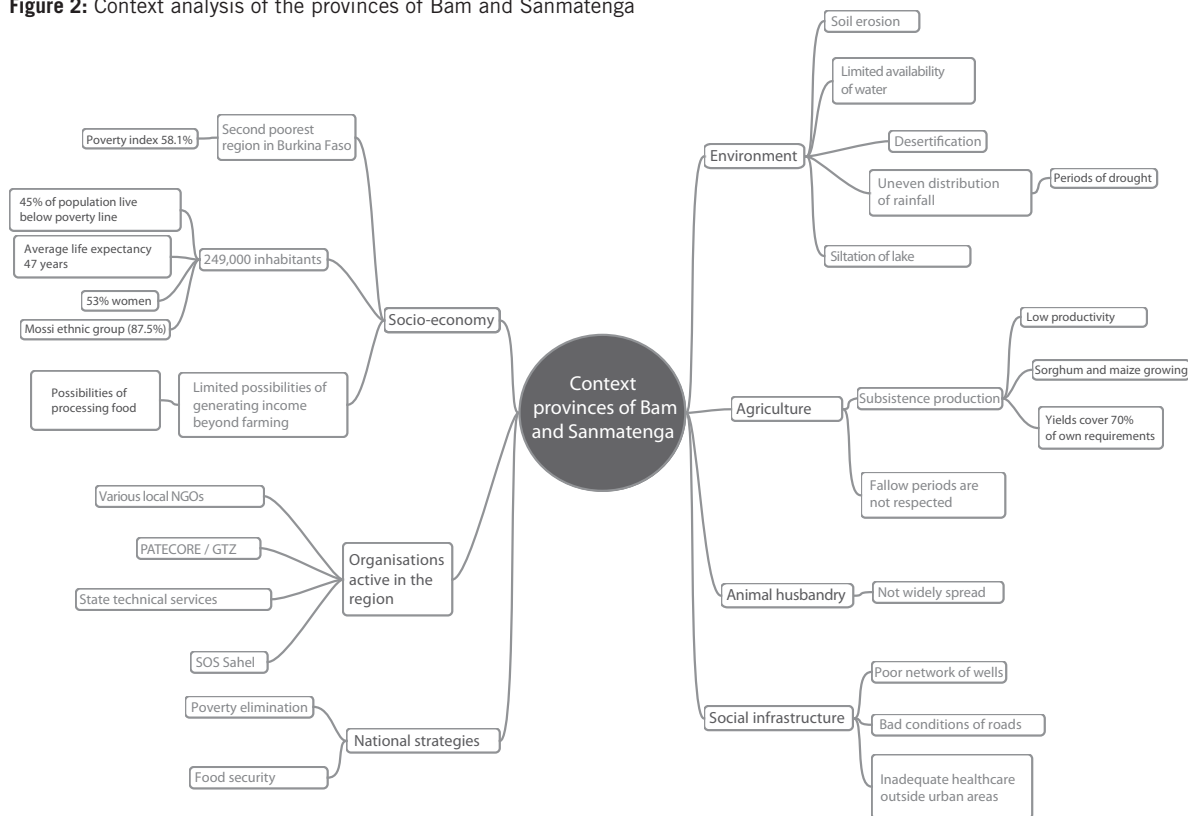 Figure 2: Context analysis of the provinces of Bam and Sanmatenga
Context
provinces of Bam
and Sanmatenga
Socio-economy
Second poorest
region in Burkina Faso
Poverty index 58.1%
249,000 inhabitants
45% of population live
below poverty line
Average life expectancy
47 years
53% women
Mossi ethnic group (87.5%)
Limited possibilities of
generating income
beyond farming
Possibilities of
processing food
Organisations
active in the
region
Various local NGOs
PATECORE / GTZ
State technical services
SOS Sahel
National strategies
Poverty elimination
Food security
Environment
Soil erosion
Limited availability
of water
Desertification
Uneven distribution
of rainfall
Periods of drought
Siltation of lake
Agriculture
Subsistence production
Low productivity
Sorghum and maize growing
Yields cover 70%
of own requirements
Fallow periods are
not respected
Animal husbandry
Not widely spread
Social infrastructure
Poor network of wells
Bad conditions of roads
Inadequate healthcare
outside urban areas